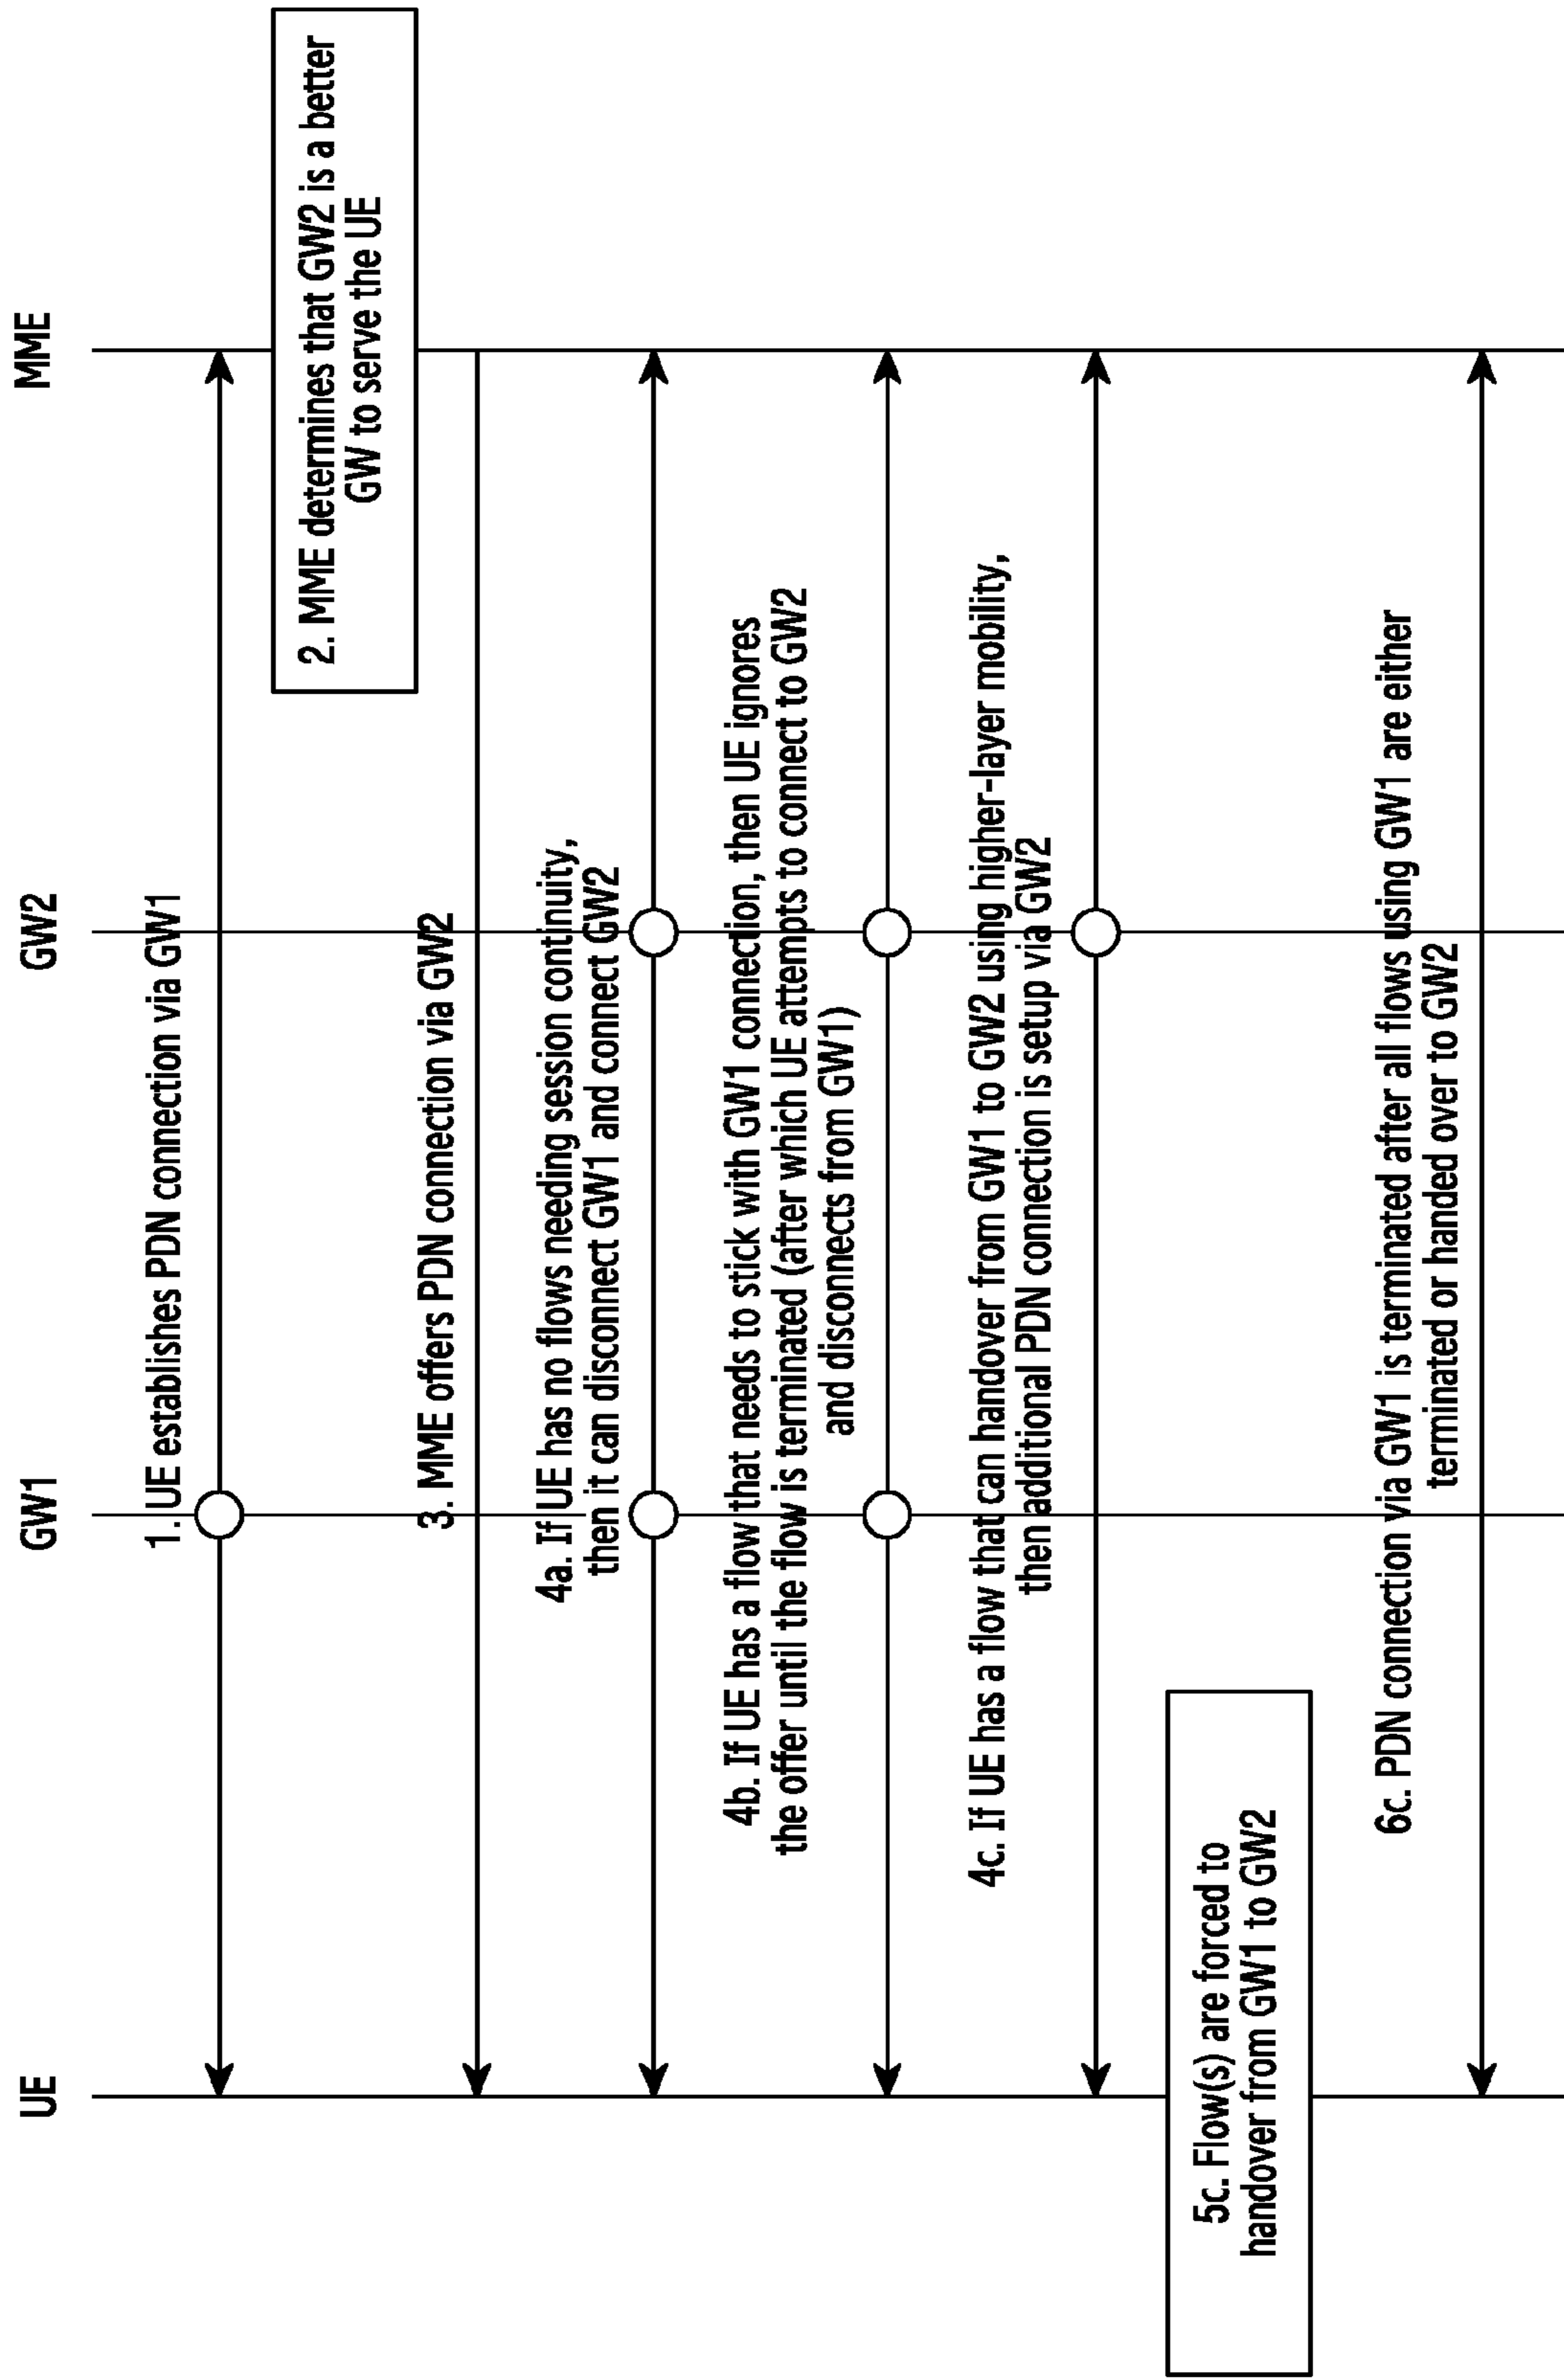 UE
GW1
GW2
MME
1. UE establishes PDN connection via GW1
2. MME determines that GW2 is a better
GW to serve the UE
3. MME offers PDN connection via GW2
4a. If UE has no flows needing session continuity,
then it can disconnect GW1 and connect GW2
4b. If UE has a flow that needs to stick with GW1 connection, then UE ignores
the offer until the flow is terminated (after which UE attempts to connect to GW2
and disconnects from GW1)
4c. If UE has a flow that can handover from GW1 to GW2 using higher-layer mobility,
then additional PDN connection is setup via GW2
5c. Flow(s) are forced to
handover from GW1 to GW2
6c. PDN connection via GW1 is terminated after all flows using GW1 are either
terminated or handed over to GW2